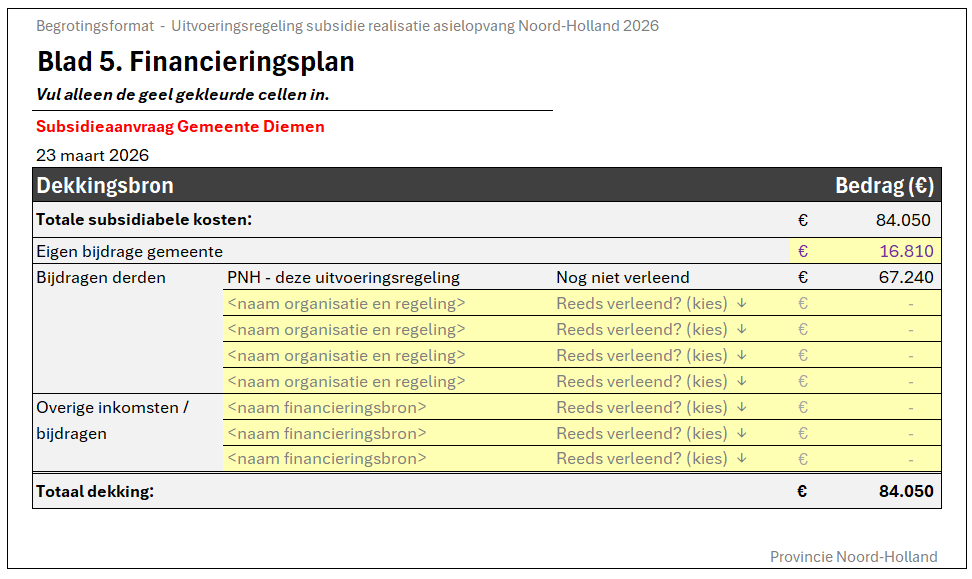 Begrotingsformat - Uitvoeringsregeling subsidie realisatie asielopvang Noord-Holland 2026
Blad 5. Financieringsplan
Vul alleen de geel gekleurde cellen in.
Subsidieaanvraag Gemeente Diemen
23 maart 2026
Dekkingsbron Bedrag (€)
Totale subsidiabele kosten: € 84.050
Eigen bijdrage gemeente € 16.810
Bijdragen derden PNH - deze uitvoeringsregeling Nog niet verleend € 67.240
<naam organisatie en regeling> Reeds verleend? (kies) ↓ € -
<naam organisatie en regeling> Reeds verleend? (kies) ↓ € -
<naam organisatie en regeling> Reeds verleend? (kies) ↓ € -
<naam organisatie en regeling> Reeds verleend? (kies) ↓ € -
Overige inkomsten / <naam financieringsbron> Reeds verleend? (kies) ↓ € -
bijdragen <naam financieringsbron> Reeds verleend? (kies) ↓ € -
<naam financieringsbron> Reeds verleend? (kies) ↓ € -
Totaal dekking: € 84.050
Provincie Noord-Holland